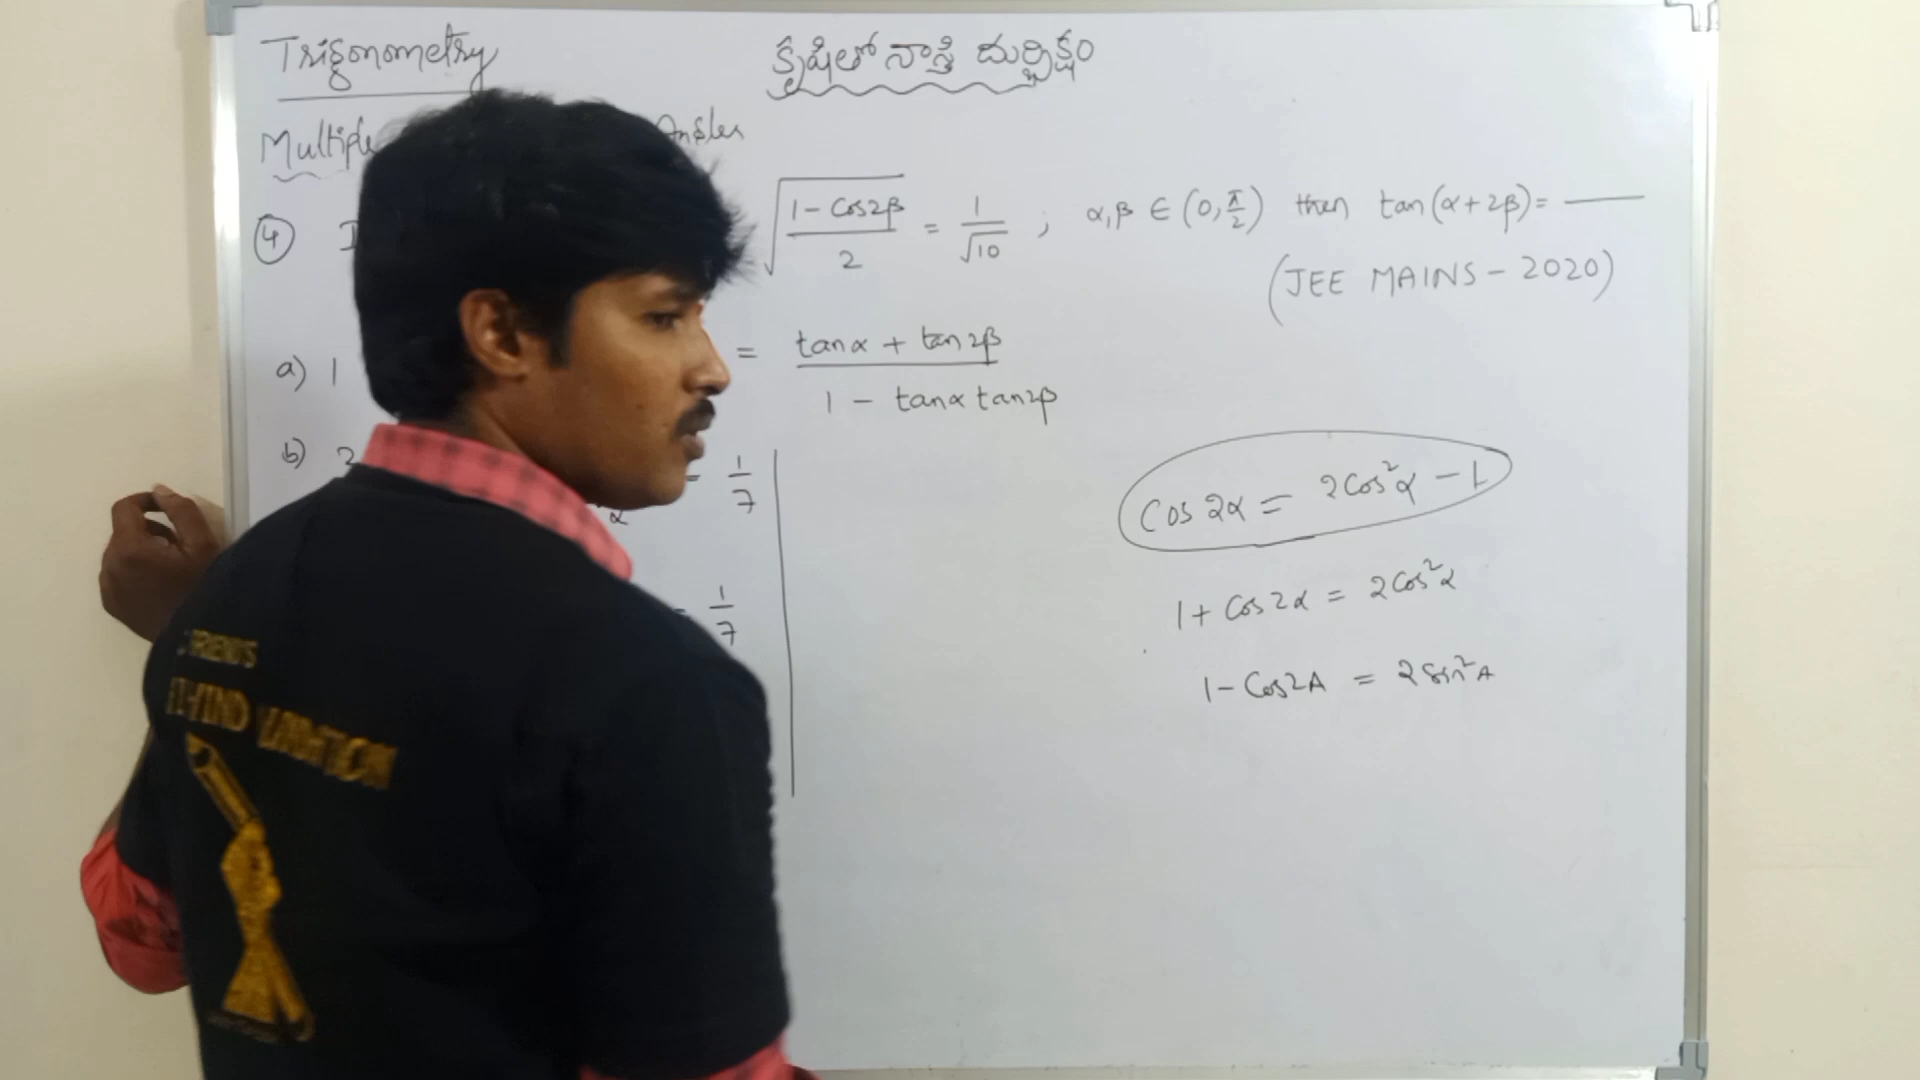 Trigonometry
కృషితో నాస్తి దుర్భిక్షం
Multiple Angles
④ √((1 - Cos2β)/2) = 1/√10 ; α,β ∈ (0, π/2) then tan(α+2β) = ____
(JEE MAINS - 2020)
a) 1
= (tanα + tan2β)/(1 - tanα tan2β)
b) 2
= 1/7
α
= 1/7
Cos 2α = 2Cos²α - 1
1 + Cos2α = 2Cos²α
1 - Cos2A = 2Sin²A